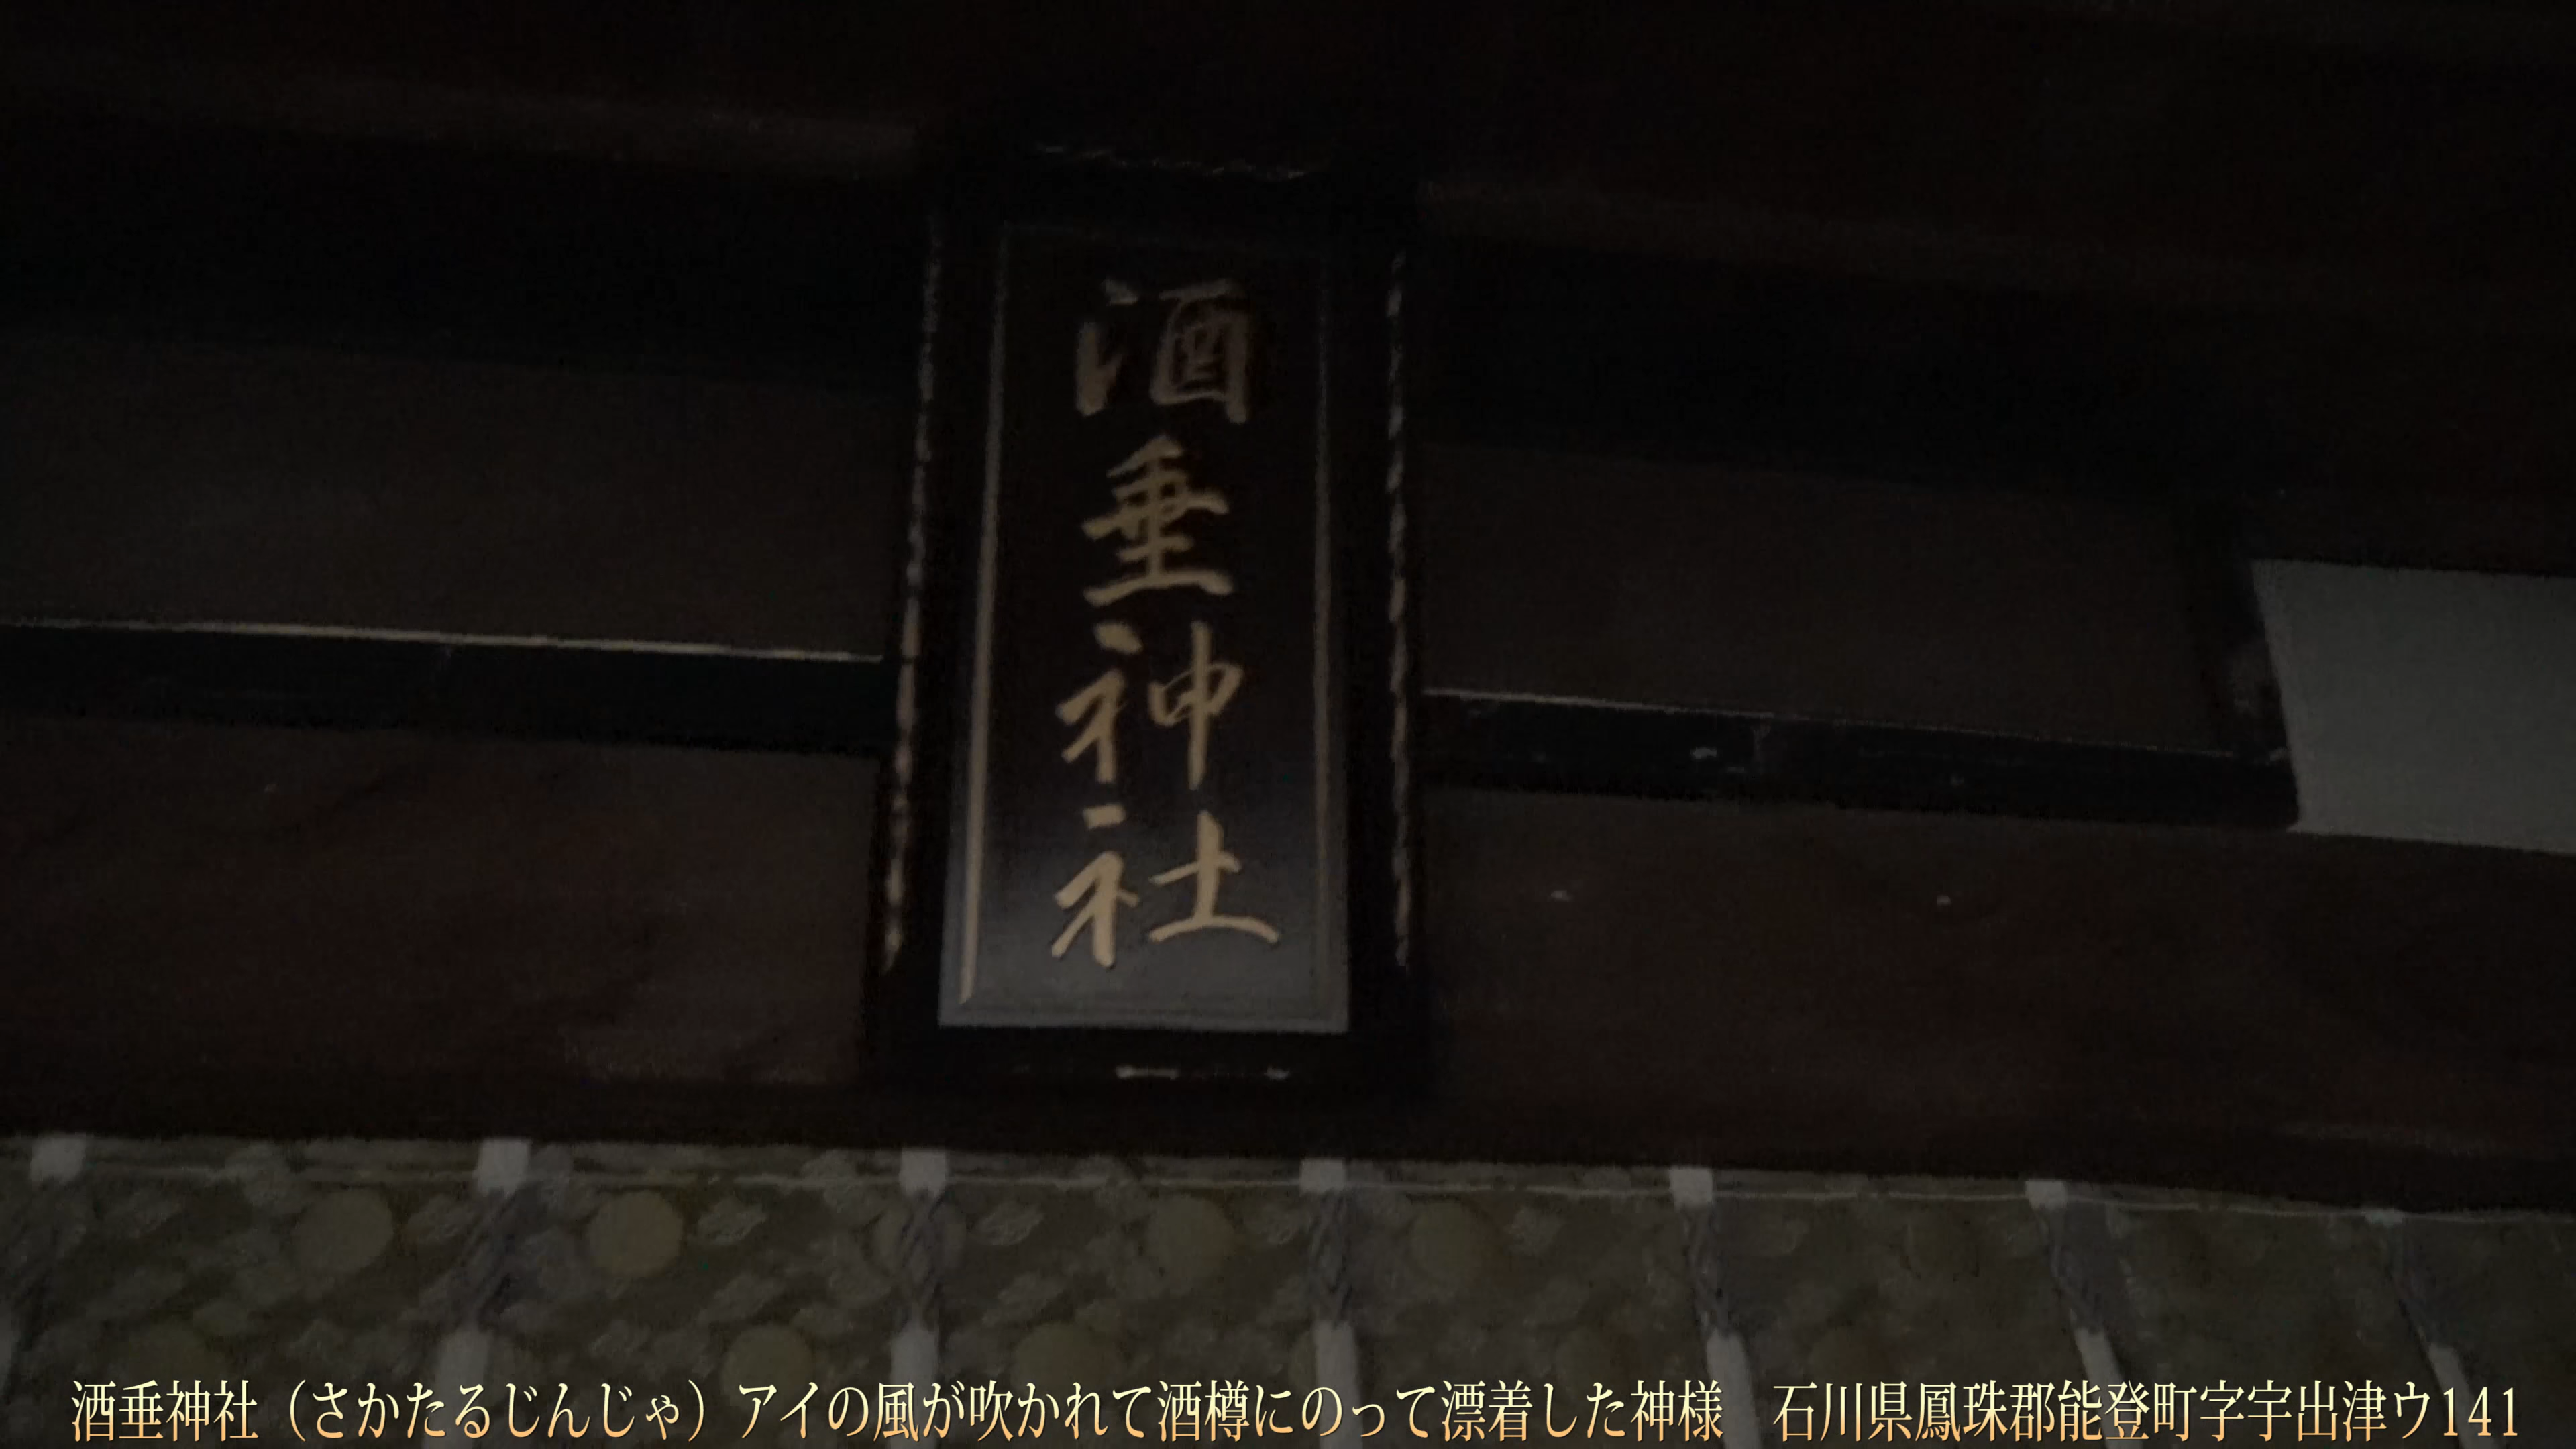 酒垂神社
酒垂神社（さかたるじんじゃ）アイの風が吹かれて酒樽にのって漂着した神様　石川県鳳珠郡能登町字宇出津ウ141